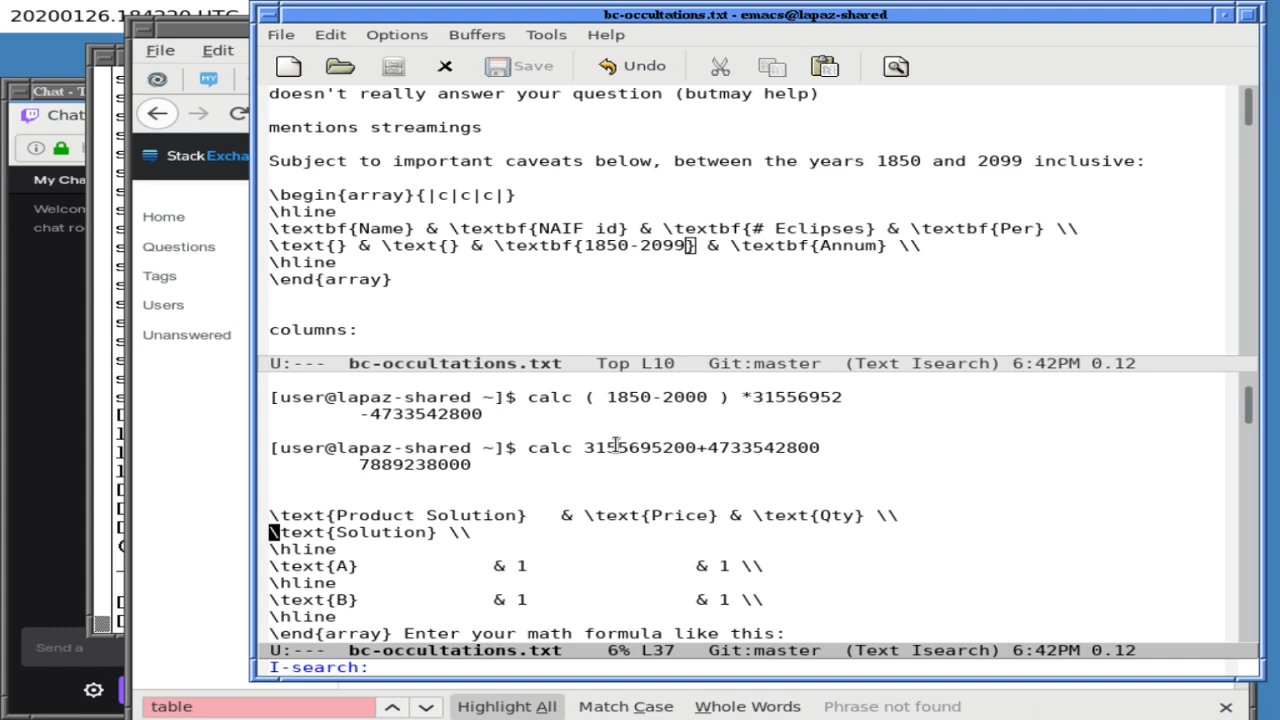 20200126.184220 UTC
bc-occultations.txt - emacs@lapaz-shared
File Edit Options Buffers Tools Help
Save Undo
doesn't really answer your question (butmay help)
mentions streamings
Subject to important caveats below, between the years 1850 and 2099 inclusive:
\begin{array}{|c|c|c|}
\hline
\textbf{Name} & \textbf{NAIF id} & \textbf{# Eclipses} & \textbf{Per} \\
\text{} & \text{} & \textbf{1850-2099} & \textbf{Annum} \\
\hline
\end{array}
columns:
U:--- bc-occultations.txt Top L10 Git:master (Text Isearch) 6:42PM 0.12
[user@lapaz-shared ~]$ calc ( 1850-2000 ) *31556952
-4733542800
[user@lapaz-shared ~]$ calc 3155695200+4733542800
7889238000
\text{Product Solution} & \text{Price} & \text{Qty} \\
\text{Solution} \\
\hline
\text{A} & 1 & 1 \\
\hline
\text{B} & 1 & 1 \\
\hline
\end{array} Enter your math formula like this:
U:--- bc-occultations.txt 6% L37 Git:master (Text Isearch) 6:42PM 0.12
I-search:
File Edit
MY
StackExcha
Home
Questions
Tags
Users
Unanswered
table
Highlight All Match Case Whole Words Phrase not found
Chat - T
Chat
My Cha
Welcon
chat ro
Send a